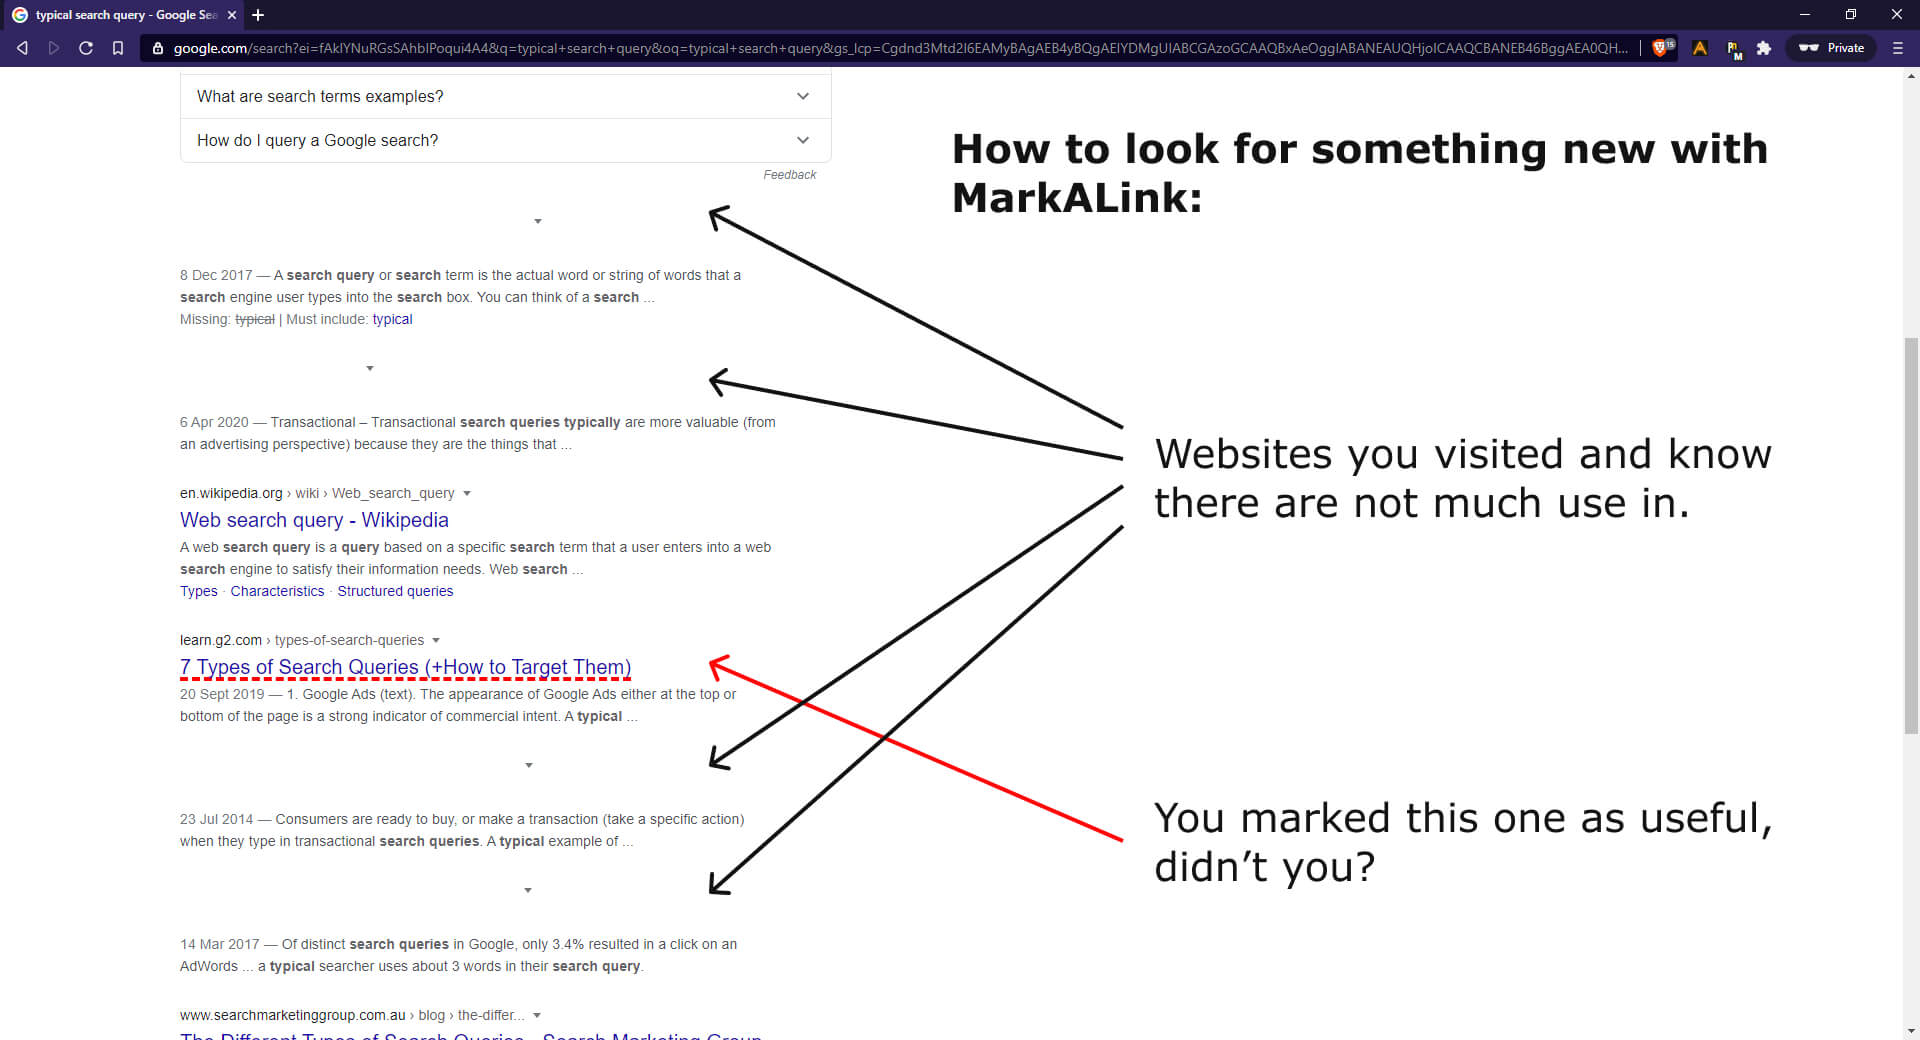 typical search query - Google Sea
google.com/search?ei=fAklYNuRGsSAhbIPoqui4A4&q=typical+search+query&oq=typical+search+query&gs_lcp=Cgdnd3Mtd2l6EAMyBAgAEB4yBQgAElYDMgUIABCGAzoGCAAQBxAeOggIABANEAUQHjoICAAQCBANEB46BggAEA0QH...
15
M
Private
What are search terms examples?
How do I query a Google search?
Feedback
How to look for something new with
MarkALink:
8 Dec 2017 — A search query or search term is the actual word or string of words that a
search engine user types into the search box. You can think of a search ...
Missing: typical | Must include: typical
6 Apr 2020 — Transactional – Transactional search queries typically are more valuable (from
an advertising perspective) because they are the things that ...
Websites you visited and know
there are not much use in.
en.wikipedia.org › wiki › Web_search_query
Web search query - Wikipedia
A web search query is a query based on a specific search term that a user enters into a web
search engine to satisfy their information needs. Web search ...
Types · Characteristics · Structured queries
learn.g2.com › types-of-search-queries
7 Types of Search Queries (+How to Target Them)
20 Sept 2019 — 1. Google Ads (text). The appearance of Google Ads either at the top or
bottom of the page is a strong indicator of commercial intent. A typical ...
23 Jul 2014 — Consumers are ready to buy, or make a transaction (take a specific action)
when they type in transactional search queries. A typical example of ...
You marked this one as useful,
didn’t you?
14 Mar 2017 — Of distinct search queries in Google, only 3.4% resulted in a click on an
AdWords ... a typical searcher uses about 3 words in their search query.
www.searchmarketinggroup.com.au › blog › the-differ...
The Different Types of Search Queries - Search Marketing Group